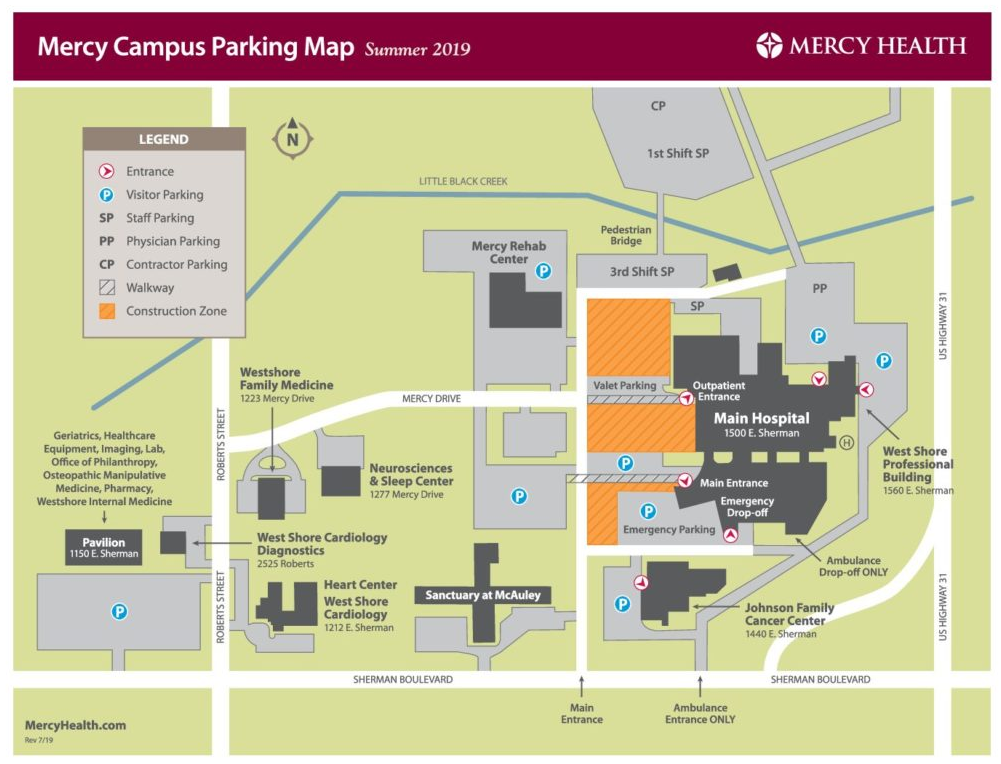 Mercy Campus Parking Map Summer 2019
MERCY HEALTH
LEGEND
Entrance
P Visitor Parking
SP Staff Parking
PP Physician Parking
CP Contractor Parking
Walkway
Construction Zone
N
CP
1st Shift SP
LITTLE BLACK CREEK
Pedestrian
Bridge
Mercy Rehab
Center
P
3rd Shift SP
SP
PP
P
P
US HIGHWAY 31
Westshore
Family Medicine
1223 Mercy Drive
MERCY DRIVE
Valet Parking
Outpatient
Entrance
Main Hospital
1500 E. Sherman
H
ROBERTS STREET
Geriatrics, Healthcare
Equipment, Imaging, Lab,
Office of Philanthropy,
Osteopathic Manipulative
Medicine, Pharmacy,
Westshore Internal Medicine
Neurosciences
& Sleep Center
1277 Mercy Drive
P
P
Main Entrance
West Shore
Professional
Building
1560 E. Sherman
Emergency
Drop-off
P
Emergency Parking
Pavilion
1150 E. Sherman
West Shore Cardiology
Diagnostics
2525 Roberts
Ambulance
Drop-off ONLY
P
ROBERTS STREET
Heart Center
West Shore
Cardiology
1212 E. Sherman
Sanctuary at McAuley
P
Johnson Family
Cancer Center
1440 E. Sherman
US HIGHWAY 31
SHERMAN BOULEVARD
SHERMAN BOULEVARD
Main
Entrance
Ambulance
Entrance ONLY
MercyHealth.com
Rev 7/19